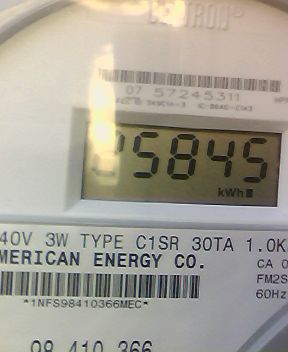 07 57245311
5845
kWh
40V 3W TYPE C1SR 30TA 1.0K
MERICAN ENERGY CO.
CA 0
FM2S
60Hz
*1NFS98410366MEC*
98 410 366